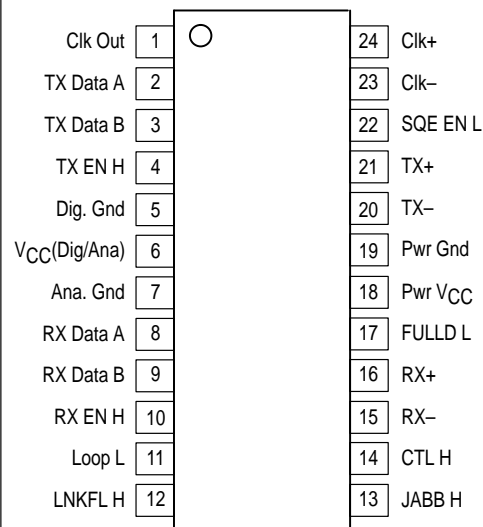 Clk Out 1 24 Clk+
TX Data A 2 23 Clk–
TX Data B 3 22 SQE EN L
TX EN H 4 21 TX+
Dig. Gnd 5 20 TX–
VCC(Dig/Ana) 6 19 Pwr Gnd
Ana. Gnd 7 18 Pwr VCC
RX Data A 8 17 FULLD L
RX Data B 9 16 RX+
RX EN H 10 15 RX–
Loop L 11 14 CTL H
LNKFL H 12 13 JABB H